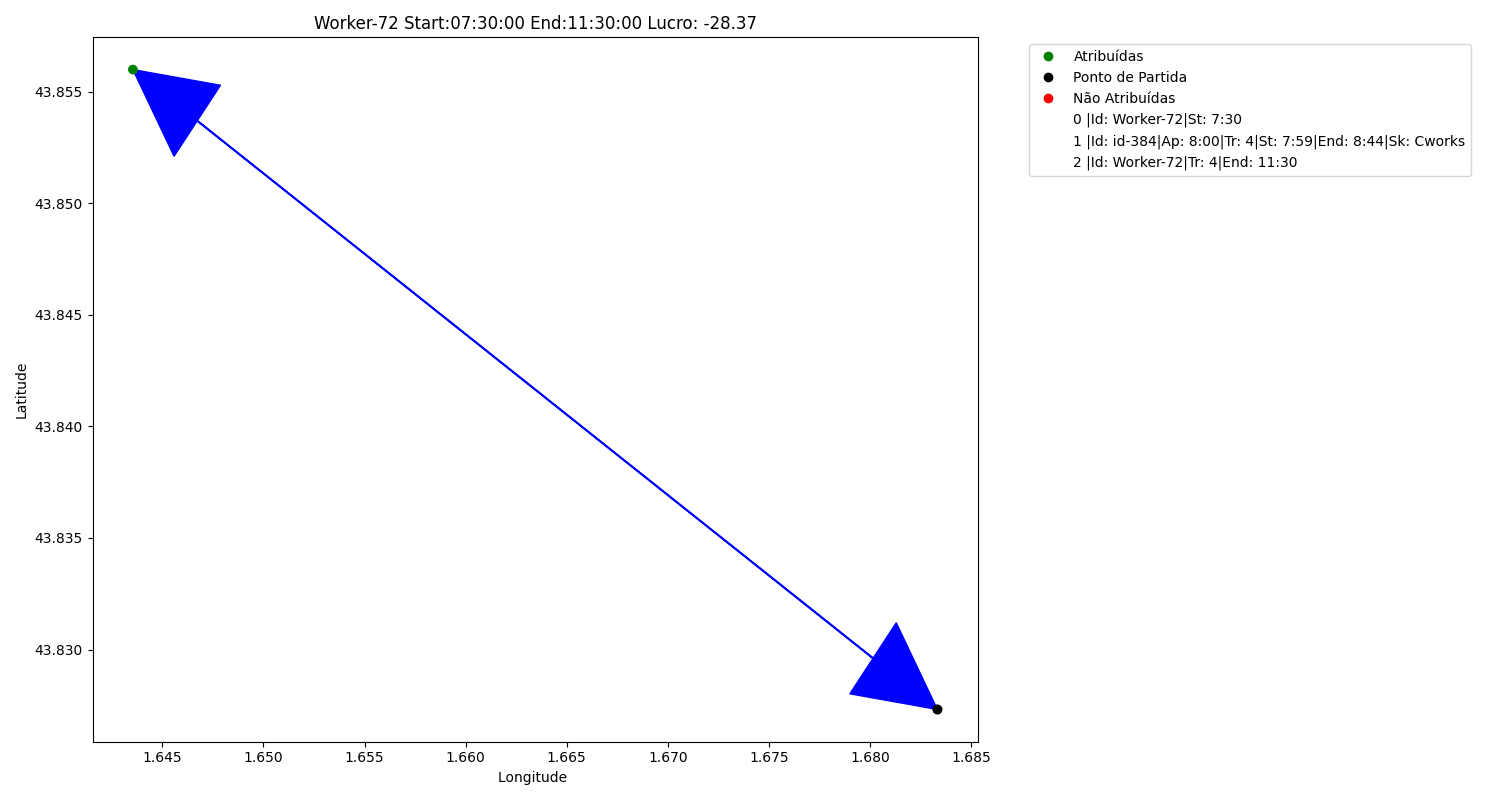 Worker-72 Start:07:30:00 End:11:30:00 Lucro: -28.37
Atribuídas
Ponto de Partida
Não Atribuídas
0 |Id: Worker-72|St: 7:30
1 |Id: id-384|Ap: 8:00|Tr: 4|St: 7:59|End: 8:44|Sk: Cworks
2 |Id: Worker-72|Tr: 4|End: 11:30
43.855
43.850
43.845
43.840
43.835
43.830
Latitude
1.645
1.650
1.655
1.660
1.665
1.670
1.675
1.680
1.685
Longitude